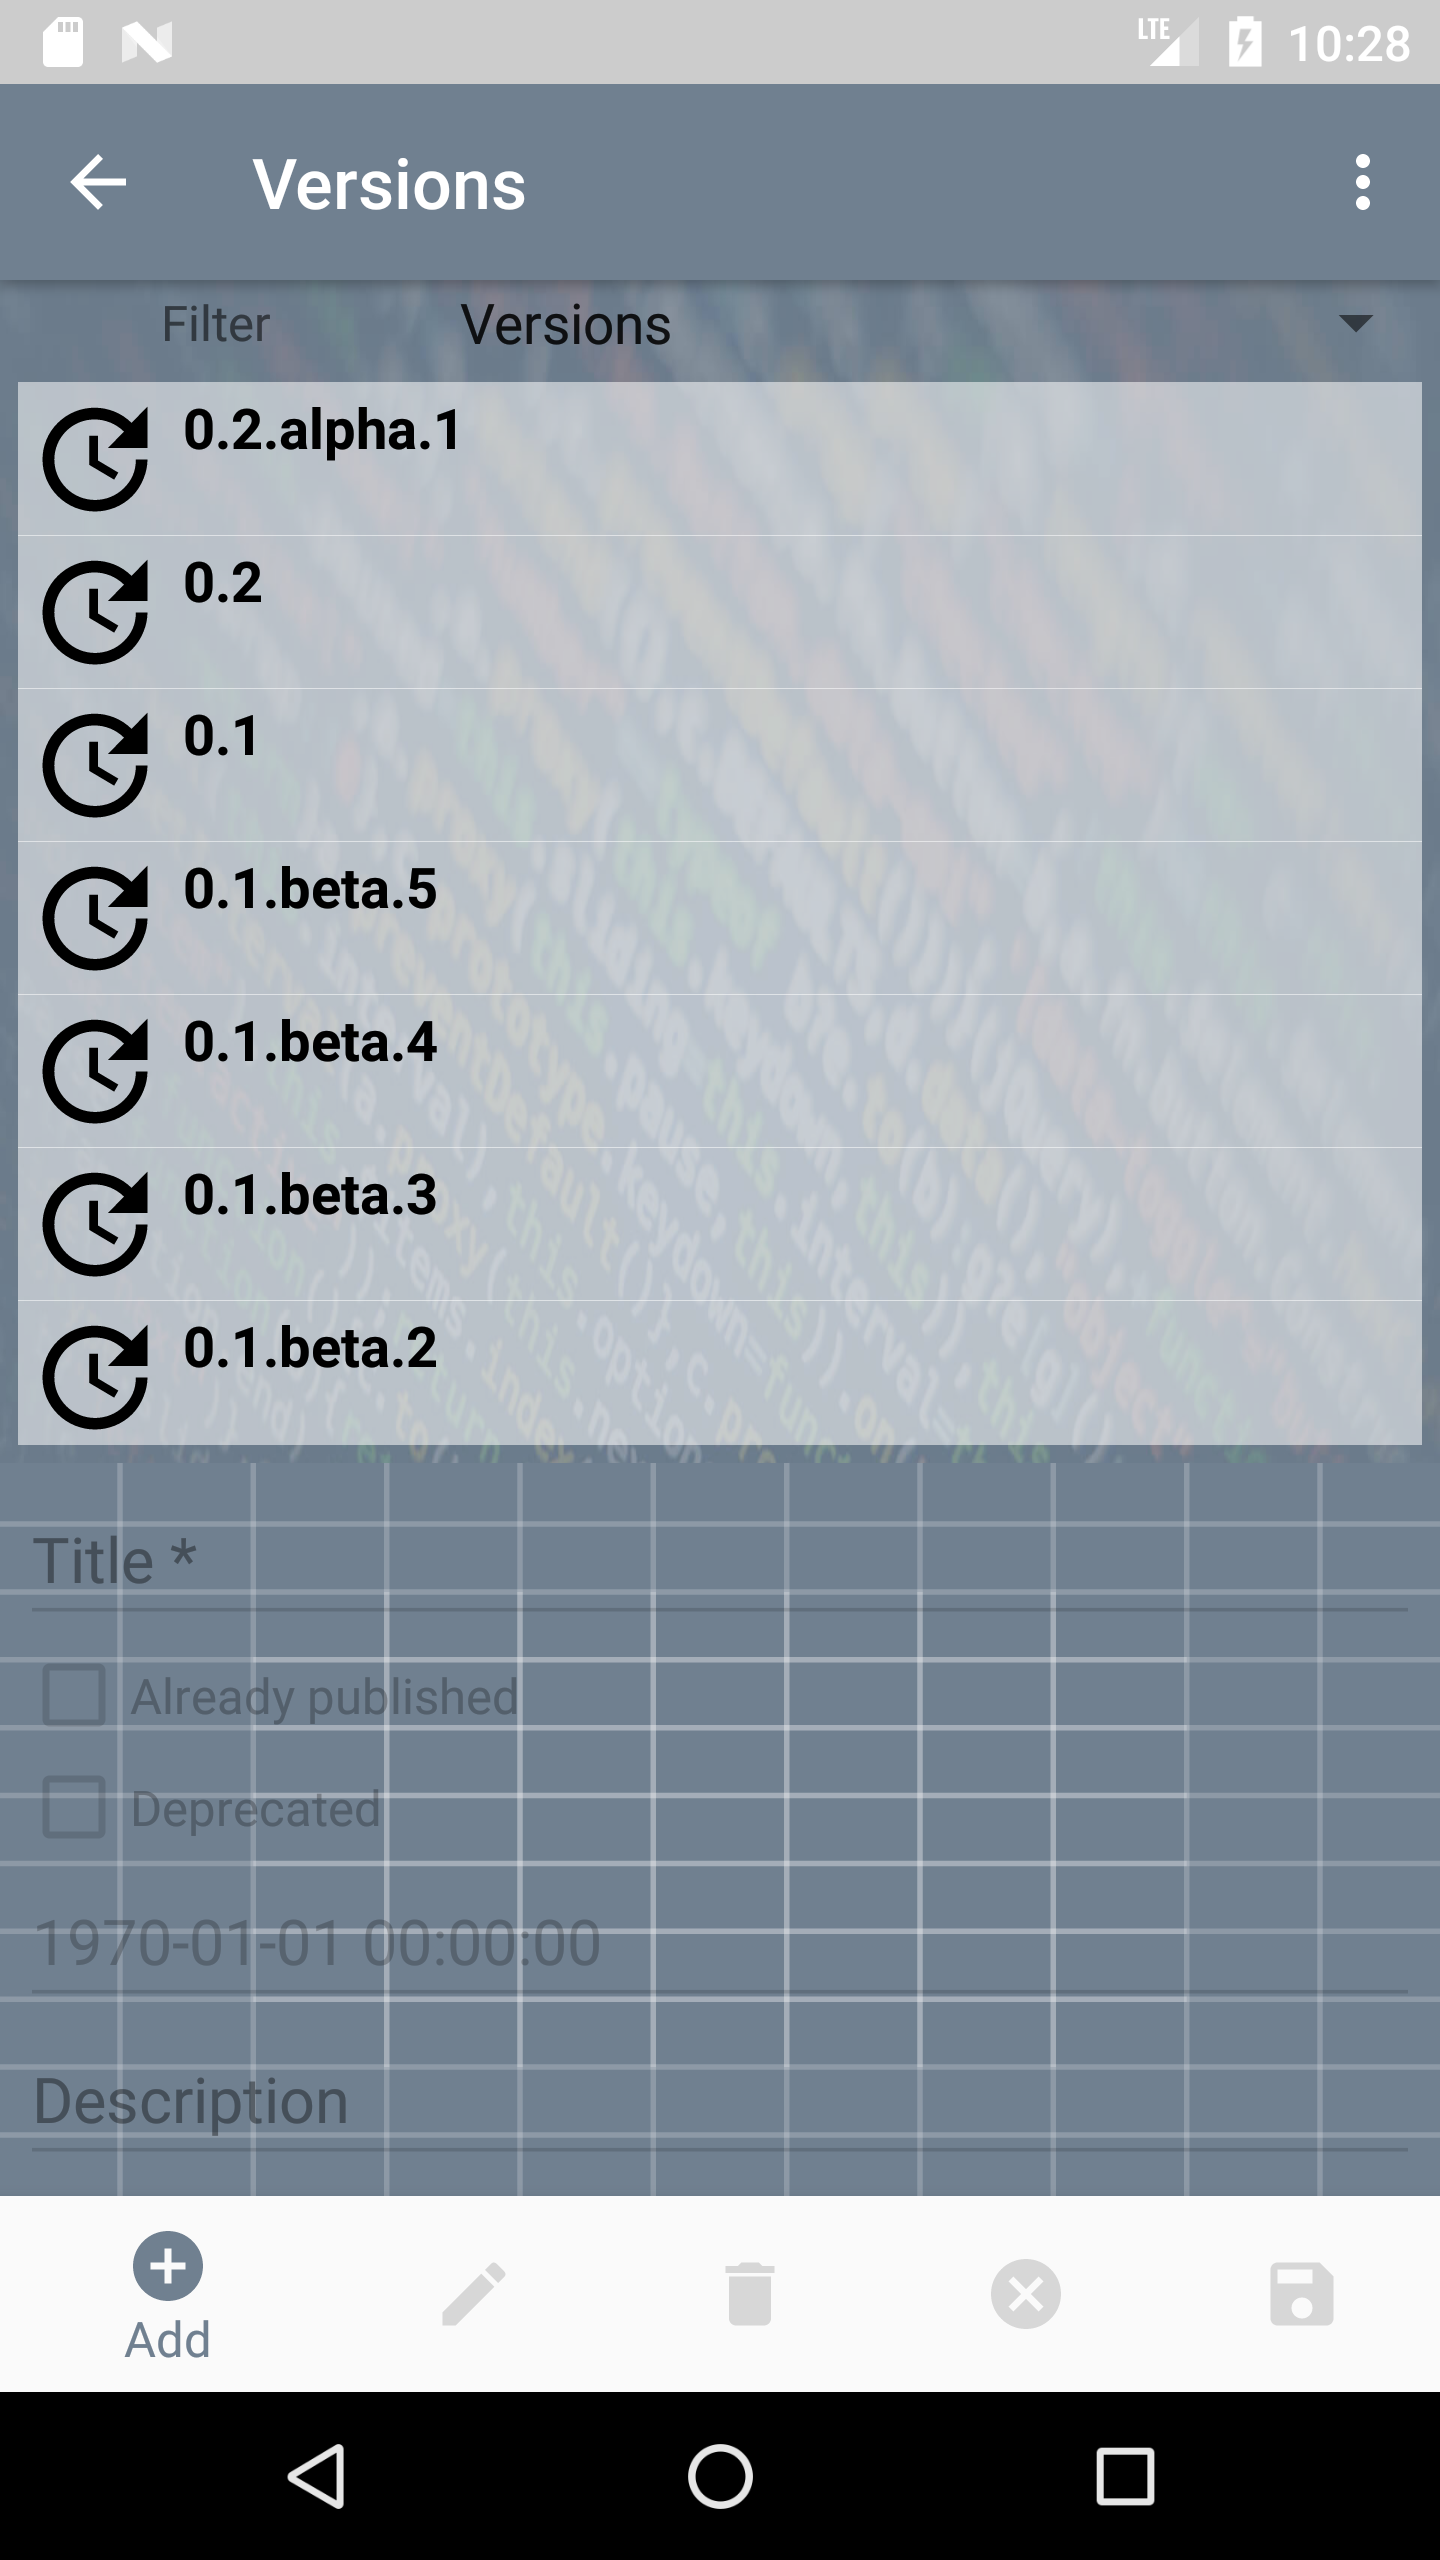 LTE 10:28
Versions
Filter Versions
0.2.alpha.1
0.2
0.1
0.1.beta.5
0.1.beta.4
0.1.beta.3
0.1.beta.2
Title *
Already published
Deprecated
1970-01-01 00:00:00
Description
Add